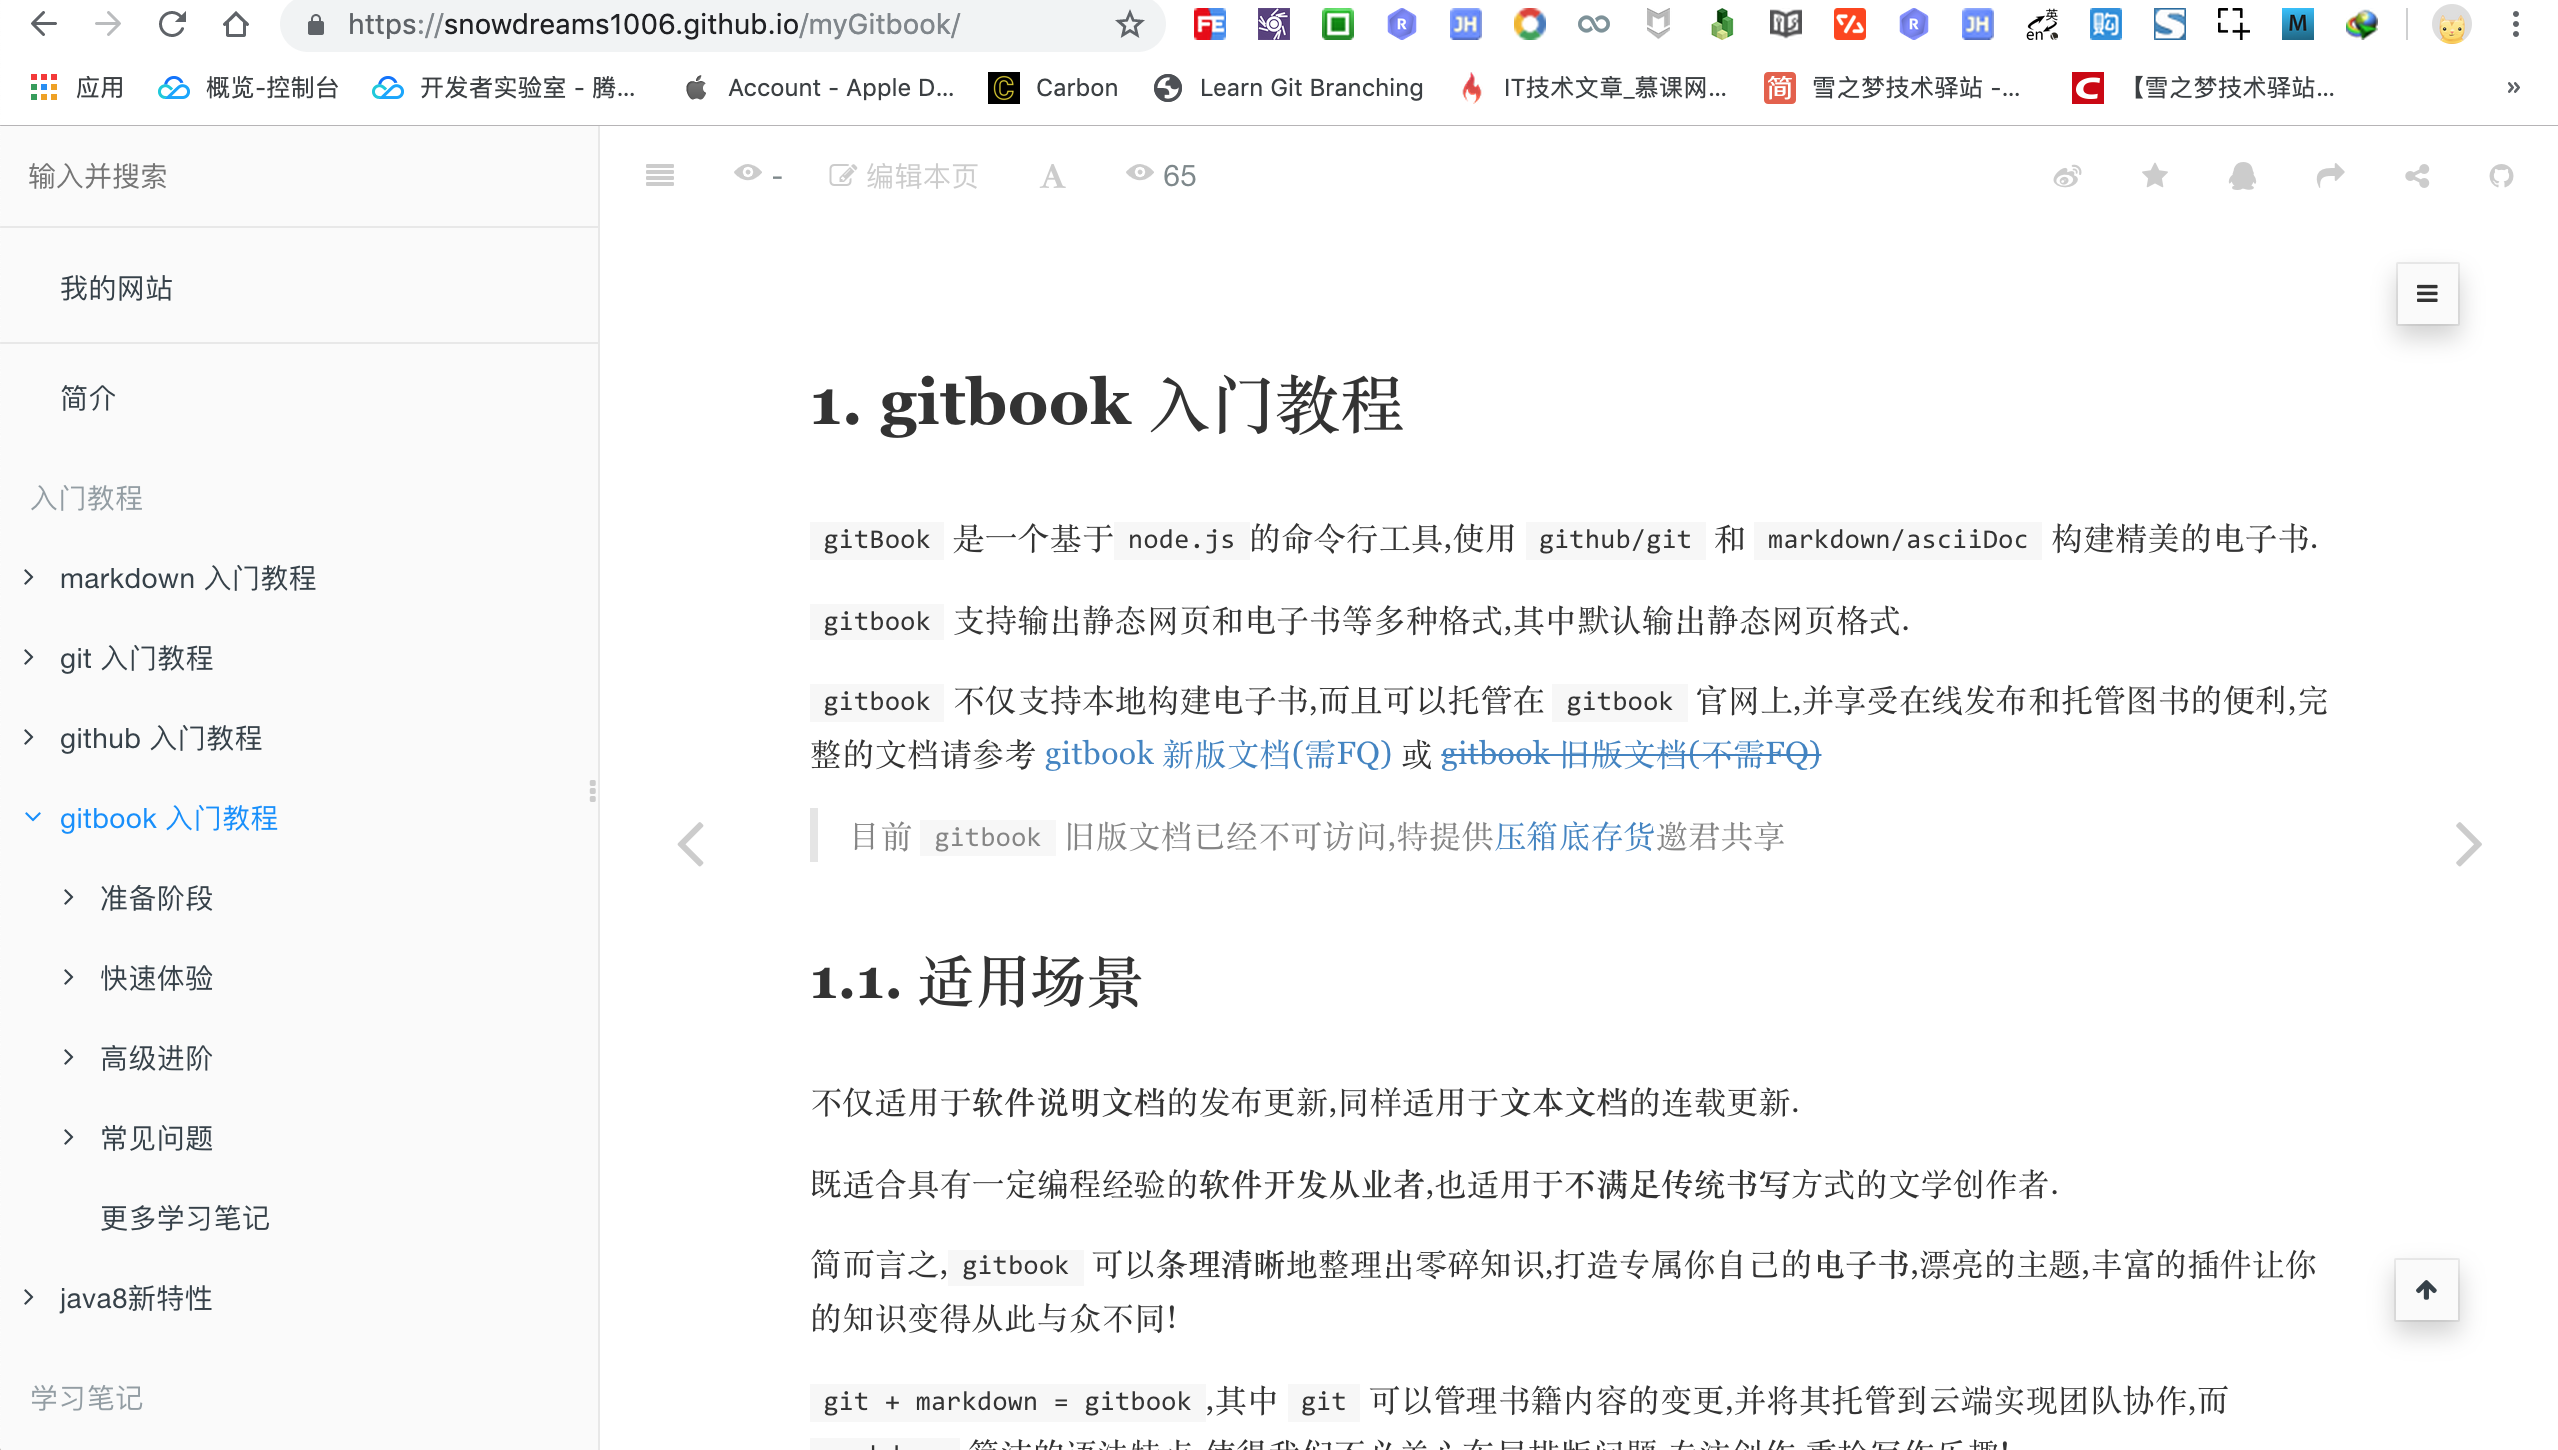 https://snowdreams1006.github.io/myGitbook/
应用 概览-控制台 开发者实验室 - 腾... Account - Apple D... Carbon Learn Git Branching IT技术文章_慕课网... 雪之梦技术驿站 -... 【雪之梦技术驿站... »
输入并搜索
- 编辑本页 A 65
我的网站
简介
入门教程
markdown 入门教程
git 入门教程
github 入门教程
gitbook 入门教程
准备阶段
快速体验
高级进阶
常见问题
更多学习笔记
java8新特性
学习笔记
1. gitbook 入门教程
gitBook 是一个基于 node.js 的命令行工具,使用 github/git 和 markdown/asciiDoc 构建精美的电子书.
gitbook 支持输出静态网页和电子书等多种格式,其中默认输出静态网页格式.
gitbook 不仅支持本地构建电子书,而且可以托管在 gitbook 官网上,并享受在线发布和托管图书的便利,完
整的文档请参考 gitbook 新版文档(需FQ) 或 gitbook 旧版文档(不需FQ)
目前 gitbook 旧版文档已经不可访问,特提供压箱底存货邀君共享
1.1. 适用场景
不仅适用于软件说明文档的发布更新,同样适用于文本文档的连载更新.
既适合具有一定编程经验的软件开发从业者,也适用于不满足传统书写方式的文学创作者.
简而言之, gitbook 可以条理清晰地整理出零碎知识,打造专属你自己的电子书,漂亮的主题,丰富的插件让你
的知识变得从此与众不同!
git + markdown = gitbook ,其中 git 可以管理书籍内容的变更,并将其托管到云端实现团队协作,而